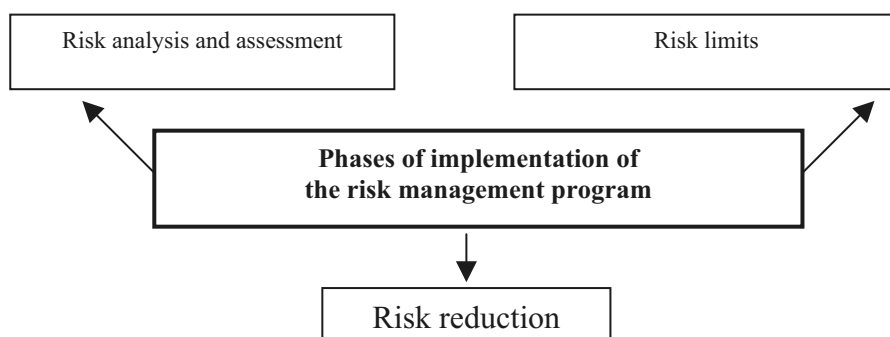 Risk analysis and assessment
Risk limits
Phases of implementation of
the risk management program
Risk reduction